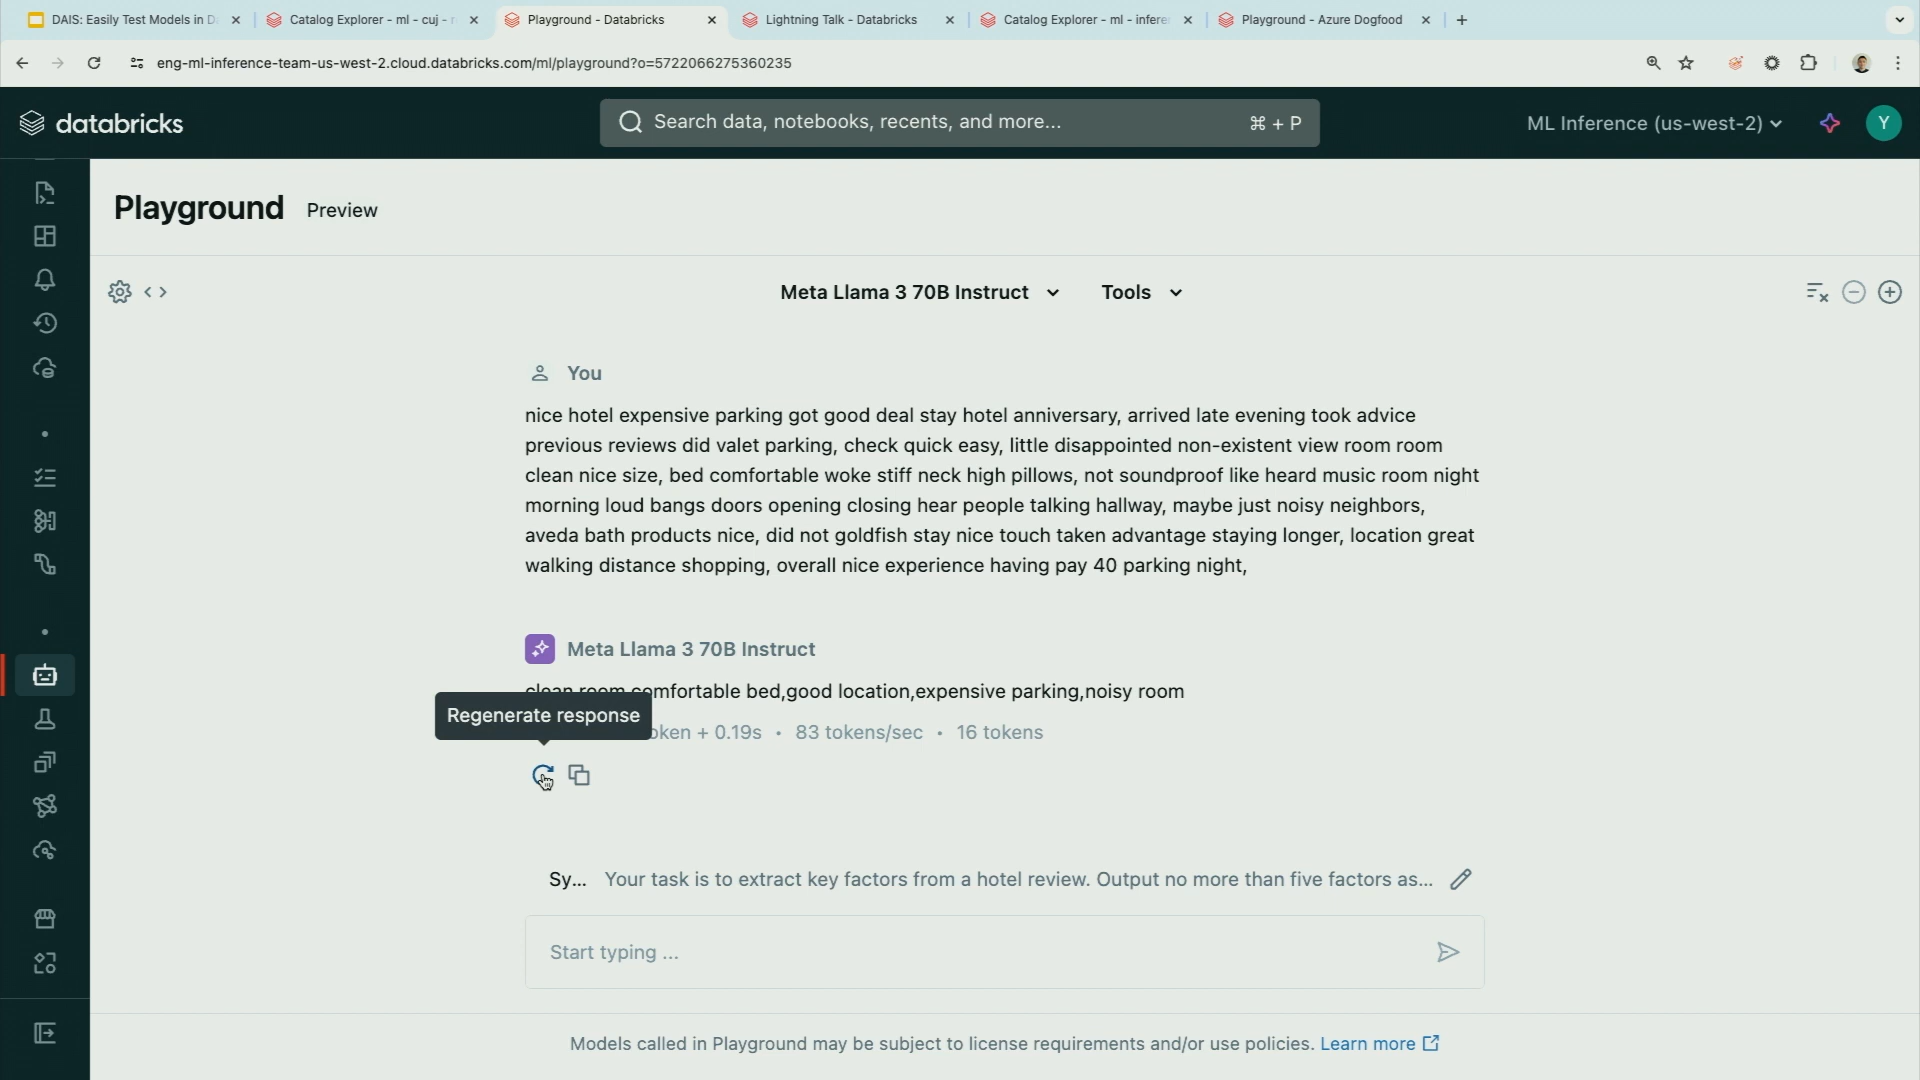 DAIS: Easily Test Models in D
Catalog Explorer - ml - cuj - r
Playground - Databricks
Lightning Talk - Databricks
Catalog Explorer - ml - infere
Playground - Azure Dogfood
eng-ml-inference-team-us-west-2.cloud.databricks.com/ml/playground?o=5722066275360235
databricks
Search data, notebooks, recents, and more...
⌘ + P
ML Inference (us-west-2)
Y
Playground
Preview
Meta Llama 3 70B Instruct
Tools
You
nice hotel expensive parking got good deal stay hotel anniversary, arrived late evening took advice
previous reviews did valet parking, check quick easy, little disappointed non-existent view room room
clean nice size, bed comfortable woke stiff neck high pillows, not soundproof like heard music room night
morning loud bangs doors opening closing hear people talking hallway, maybe just noisy neighbors,
aveda bath products nice, did not goldfish stay nice touch taken advantage staying longer, location great
walking distance shopping, overall nice experience having pay 40 parking night,
Meta Llama 3 70B Instruct
clean room comfortable bed,good location,expensive parking,noisy room
Regenerate response
oken + 0.19s • 83 tokens/sec • 16 tokens
Sy... Your task is to extract key factors from a hotel review. Output no more than five factors as...
Start typing ...
Models called in Playground may be subject to license requirements and/or use policies. Learn more